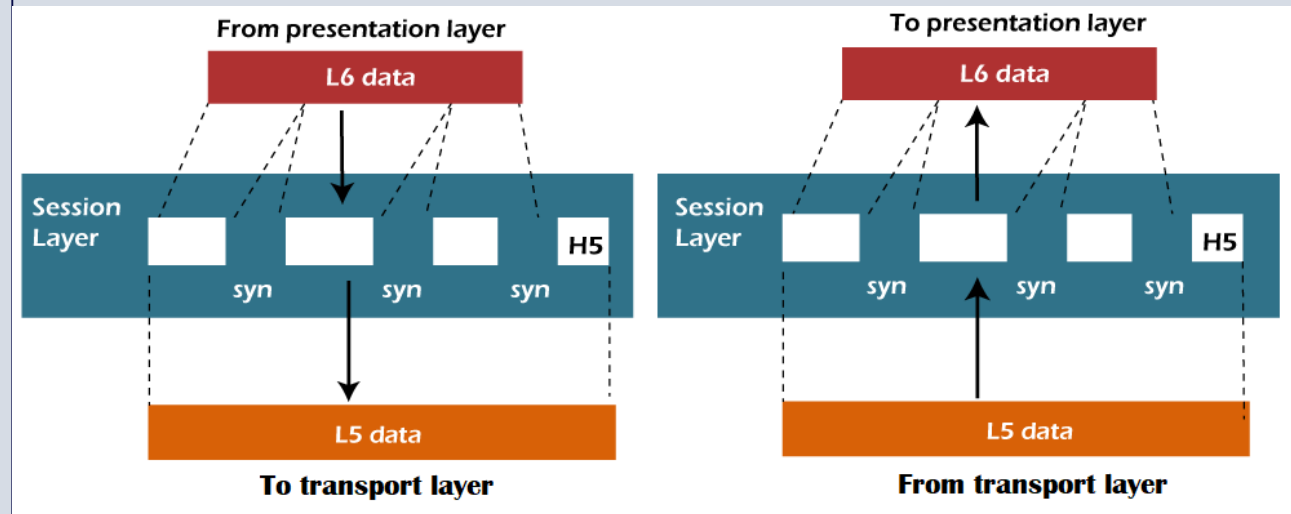 From presentation layer
L6 data
Session
Layer
H5
syn
syn
syn
L5 data
To transport layer
To presentation layer
L6 data
Session
Layer
H5
syn
syn
syn
L5 data
From transport layer